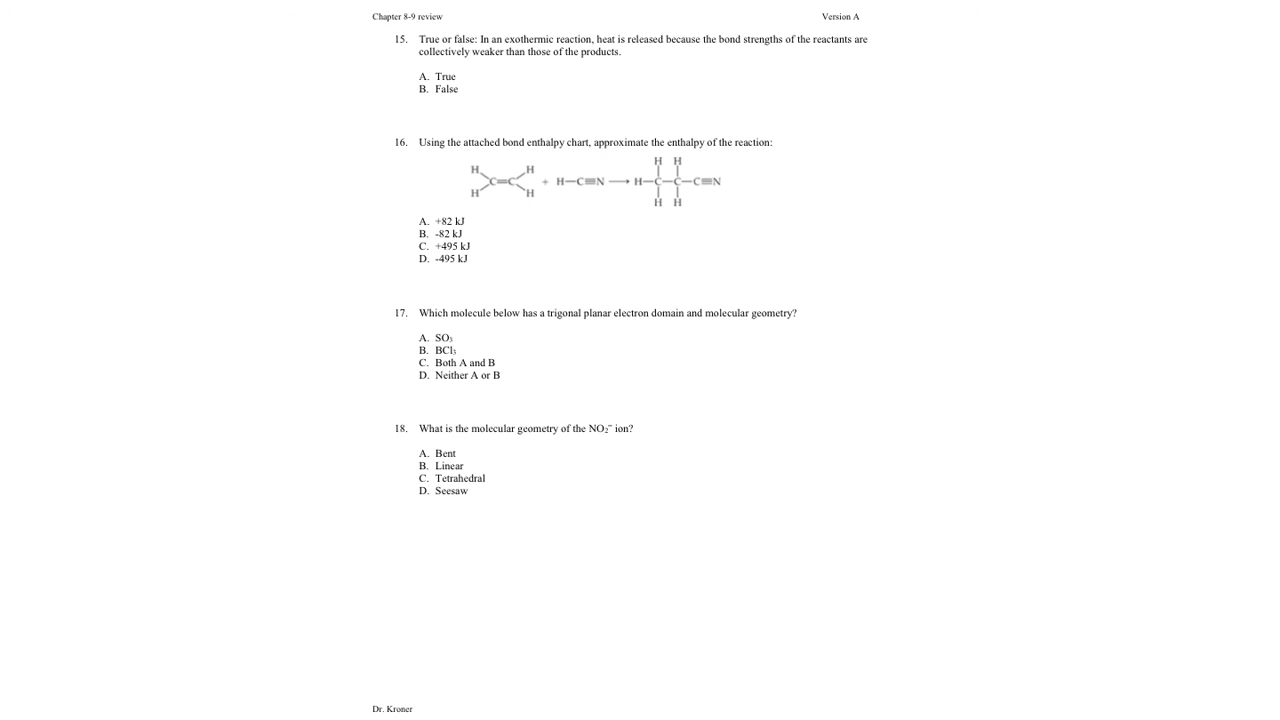 Chapter 8-9 review Version A
15. True or false: In an exothermic reaction, heat is released because the bond strengths of the reactants are
collectively weaker than those of the products.
A. True
B. False
16. Using the attached bond enthalpy chart, approximate the enthalpy of the reaction:
H H
H H
C=C + H—C≡N ⟶ H—C—C—C≡N
H H
H H
A. +82 kJ
B. -82 kJ
C. +495 kJ
D. -495 kJ
17. Which molecule below has a trigonal planar electron domain and molecular geometry?
A. SO₃
B. BCl₃
C. Both A and B
D. Neither A or B
18. What is the molecular geometry of the NO₂⁻ ion?
A. Bent
B. Linear
C. Tetrahedral
D. Seesaw
Dr. Kroner